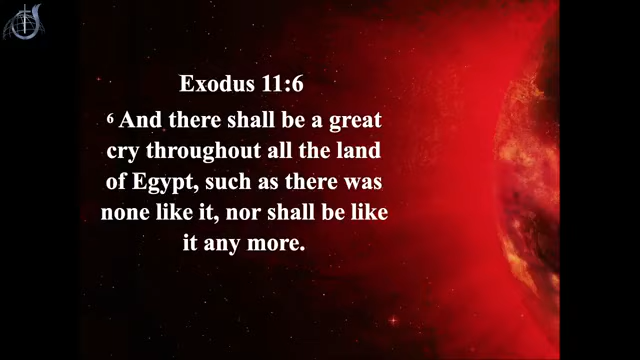 Exodus 11:6
6 And there shall be a great
cry throughout all the land
of Egypt, such as there was
none like it, nor shall be like
it any more.